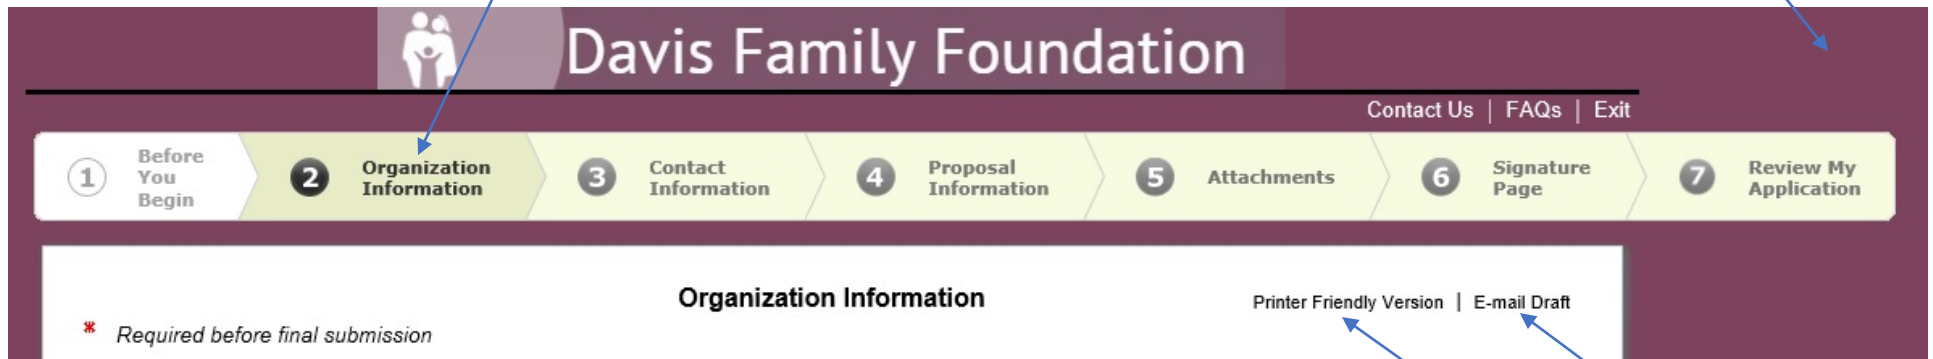 Davis Family Foundation
Contact Us | FAQs | Exit
1 Before You Begin
2 Organization Information
3 Contact Information
4 Proposal Information
5 Attachments
6 Signature Page
7 Review My Application
Organization Information
Printer Friendly Version | E-mail Draft
* Required before final submission